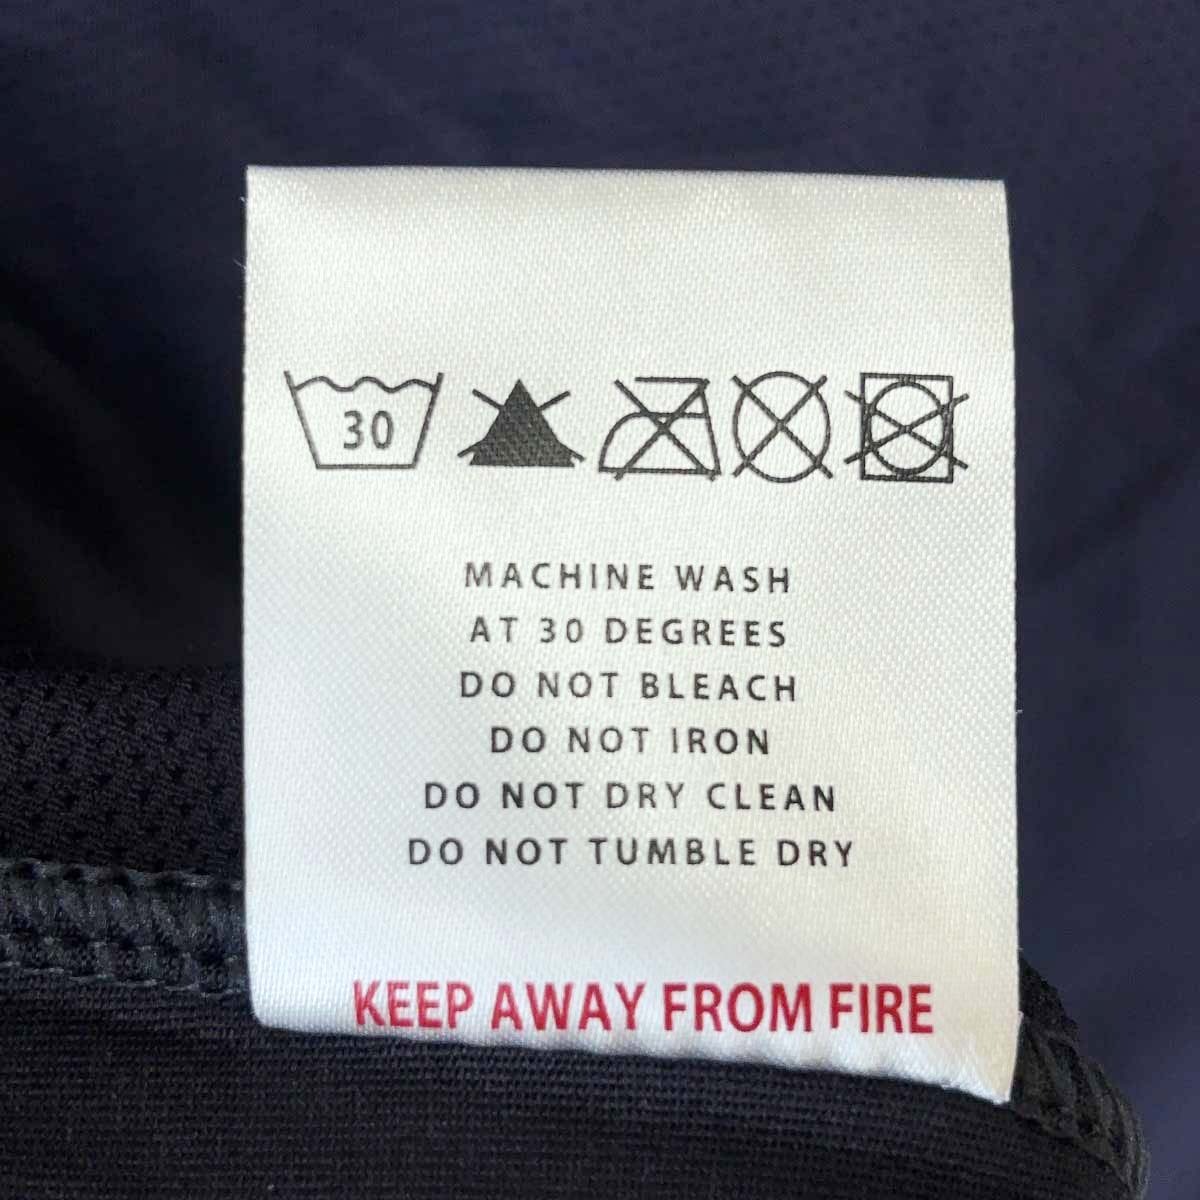 30
MACHINE WASH
AT 30 DEGREES
DO NOT BLEACH
DO NOT IRON
DO NOT DRY CLEAN
DO NOT TUMBLE DRY
KEEP AWAY FROM FIRE